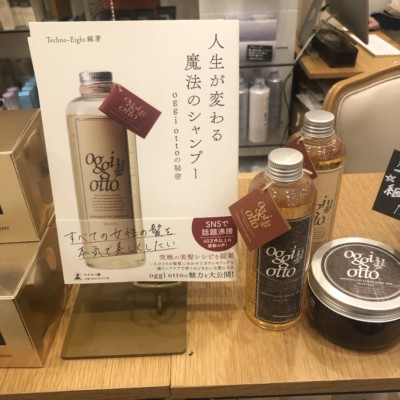 Techno-Eight 編著
人生が変わる
魔法のシャンプー
oggi ottoの秘密
oggi
otto
oggi
otto
すべての女性の髪を
本気で美しくしたい
SNSで
話題沸騰
究極の美髪レシピを提案
oggi ottoの魅力を大公開!
oggi
otto
oggi
otto
oggi
otto
oggi
otto